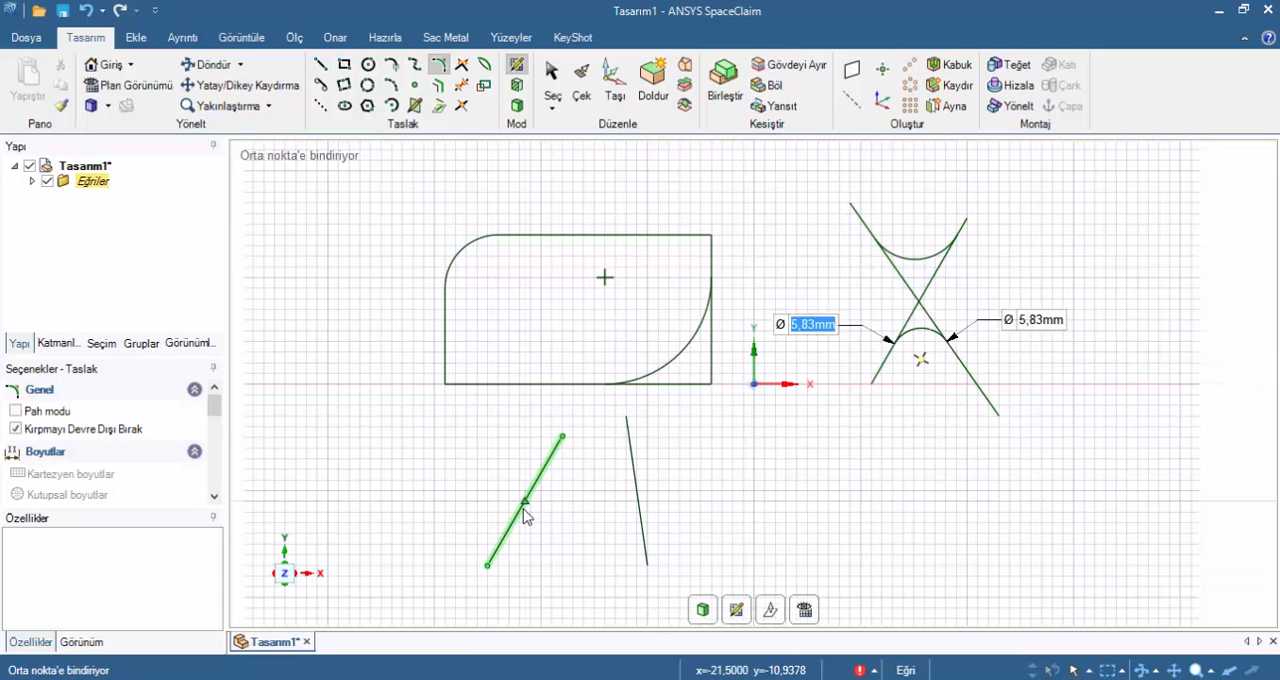 Tasarım1 - ANSYS SpaceClaim
Dosya Tasarım Ekle Ayrıntı Görüntüle Ölç Onar Hazırla Sac Metal Yüzeyler KeyShot
Giriş Döndür Gövdeyi Ayır Kabuk Teğet Katı
Plan Görünümü Yatay/Dikey Kaydırma Böl Kaydır Hizala Çark
Yapıştır Yakınlaştırma Seç Çek Taşı Doldur Birleştir Yansıt Ayna Yönelt Çapa
Pano Yönelt Taslak Mod Düzenle Kesiştir Oluştur Montaj
Yapı
Tasarım1*
Eğriler
Yapı Katmanl... Seçim Gruplar Görünüml...
Seçenekler - Taslak
Genel
Pah modu
Kırpmayı Devre Dışı Bırak
Boyutlar
Kartezyen boyutlar
Kutupsal boyutlar
Özellikler
Özellikler Görünüm
Orta nokta'e bindiriyor
Ø 5,83mm
Ø 5,83mm
Y
X
Y
Z X
Tasarım1*
Orta nokta'e bindiriyor x=-21,5000 y=-10,9378 Eğri